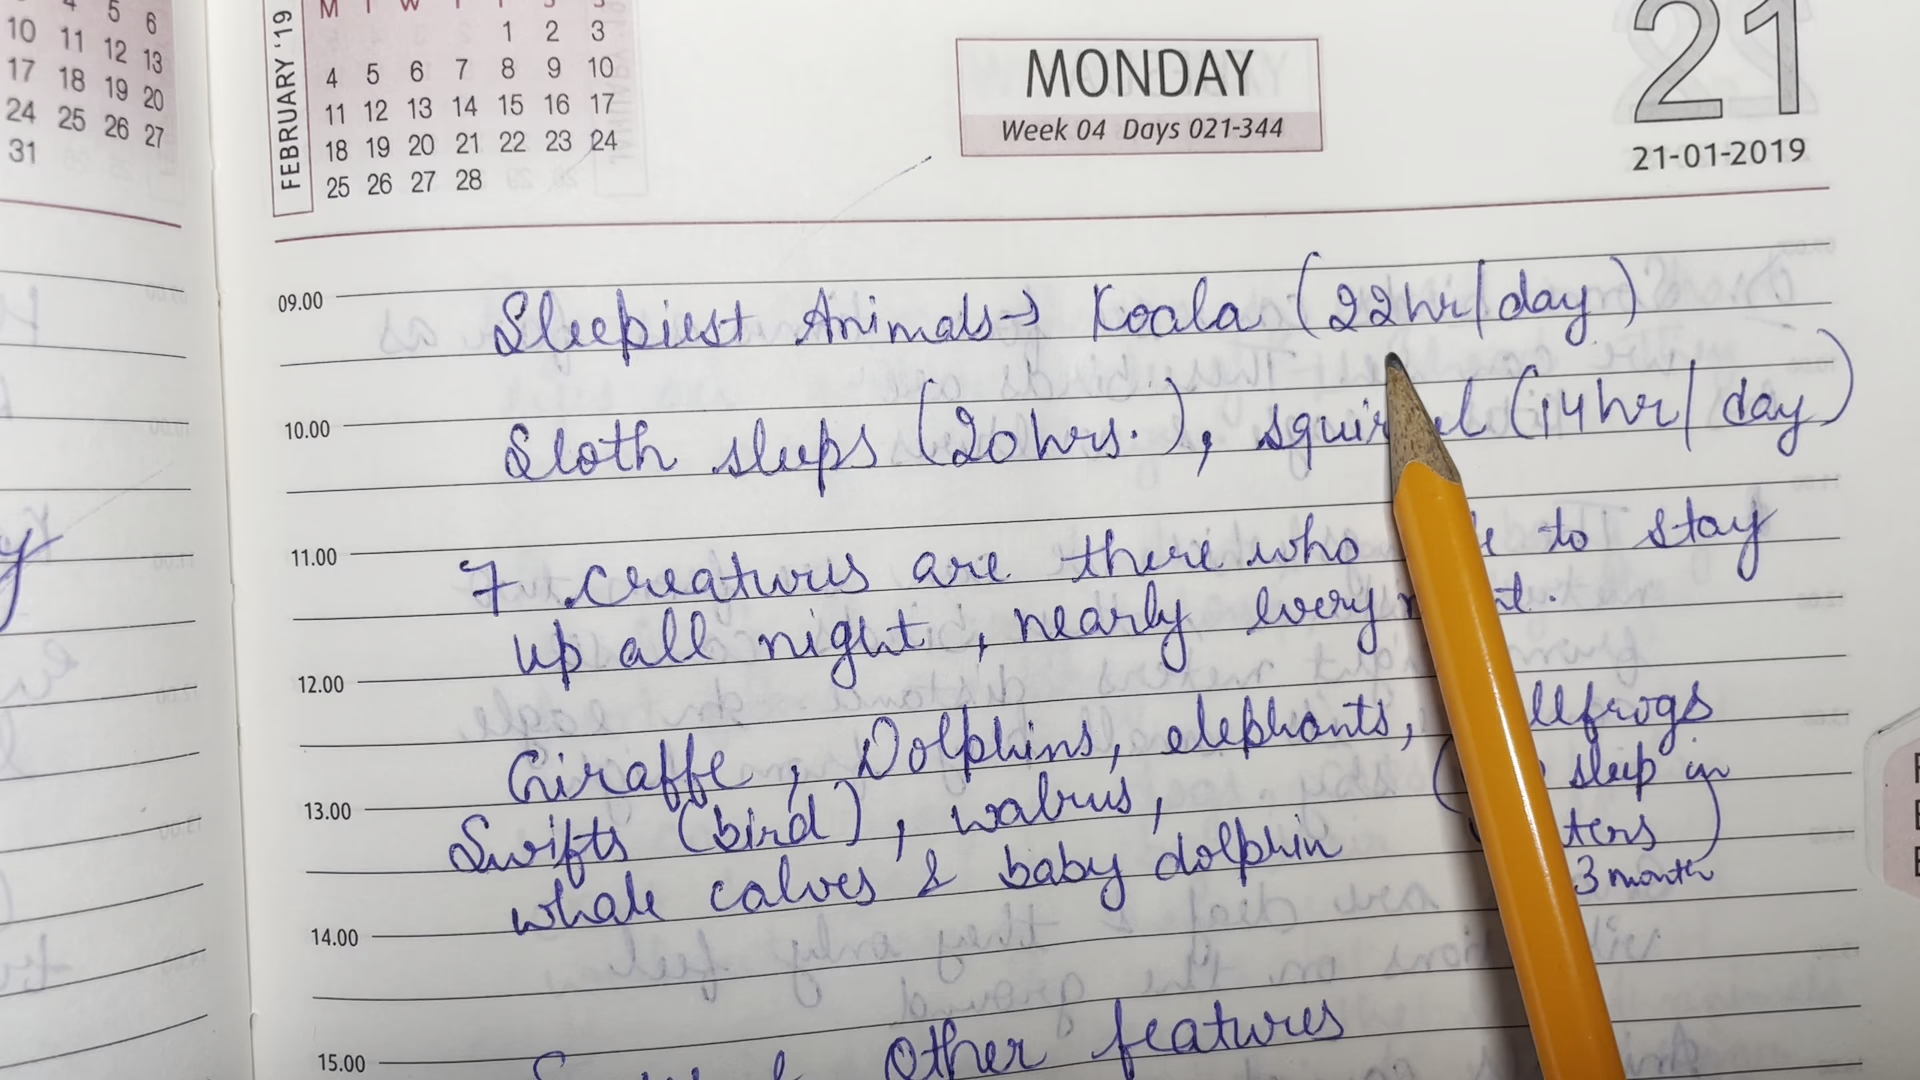 4 5 6
10 11 12 13
17 18 19 20
24 25 26 27
31
FEBRUARY '19
M T W T F S S
1 2 3
4 5 6 7 8 9 10
11 12 13 14 15 16 17
18 19 20 21 22 23 24
25 26 27 28
MONDAY
Week 04 Days 021-344
21
21-01-2019
09.00
Sleepiest Animals→ Koala (22hr/day)
10.00
Sloth sleeps (20hrs.), squirrel (14hr/day)
11.00
7 creatures are there who to stay
up all night, nearly every
12.00
Giraffe, Dolphins, elephants, llfrogs
13.00
Swifts (bird), walrus, ( sleep in
whale calves & baby dolphin ters)
3 month
14.00
15.00
Other features